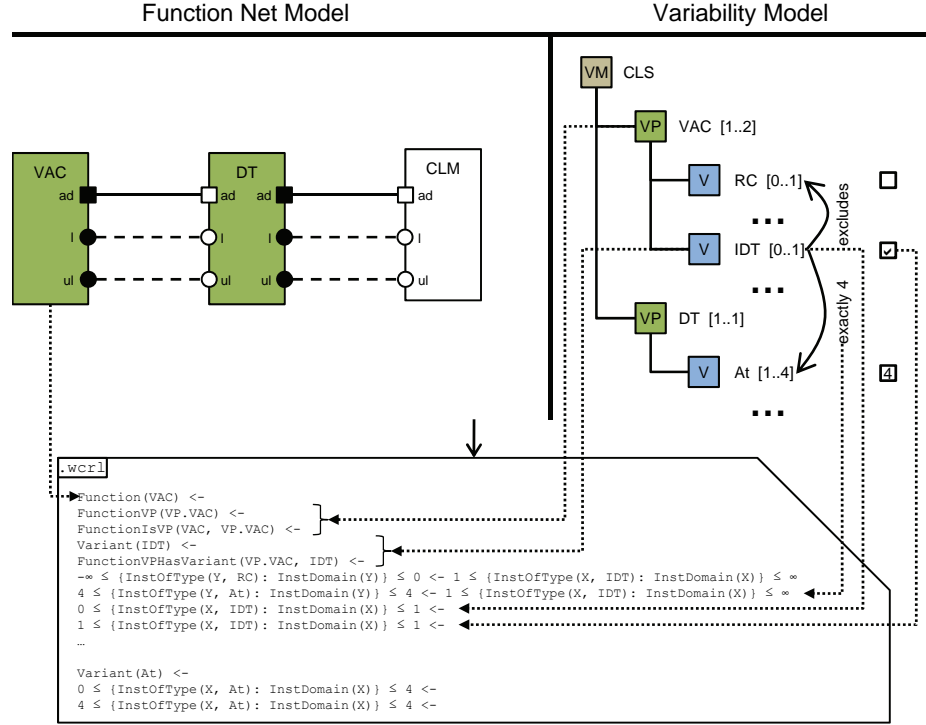 Function Net Model
Variability Model
VAC
ad
l
ul
ad
l
ul
DT
ad
l
ul
CLM
ad
l
ul
VM CLS
VP VAC [1..2]
V RC [0..1]
...
V IDT [0..1]
...
VP DT [1..1]
V At [1..4]
...
excludes
exactly 4
4
.wcrl
Function(VAC) <-
FunctionVP(VP.VAC) <-
FunctionIsVP(VAC, VP.VAC) <-
Variant(IDT) <-
FunctionVPHasVariant(VP.VAC, IDT) <-
-∞ ≤ {InstOfType(Y, RC): InstDomain(Y)} ≤ 0 <- 1 ≤ {InstOfType(X, IDT): InstDomain(X)} ≤ ∞
4 ≤ {InstOfType(Y, At): InstDomain(Y)} ≤ 4 <- 1 ≤ {InstOfType(X, IDT): InstDomain(X)} ≤ ∞
0 ≤ {InstOfType(X, IDT): InstDomain(X)} ≤ 1 <-
1 ≤ {InstOfType(X, IDT): InstDomain(X)} ≤ 1 <-
…
Variant(At) <-
0 ≤ {InstOfType(X, At): InstDomain(X)} ≤ 4 <-
4 ≤ {InstOfType(X, At): InstDomain(X)} ≤ 4 <-